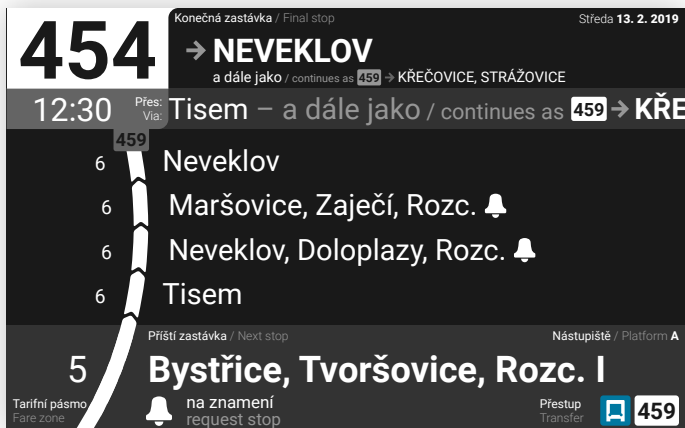 454
Konečná zastávka / Final stop
Středa 13. 2. 2019
→ NEVEKLOV
a dále jako / continues as 459 → KŘEČOVICE, STRÁŽOVICE
12:30
Přes:
Via:
Tisem – a dále jako / continues as 459 → KŘE
459
6 Neveklov
6 Maršovice, Zaječí, Rozc.
6 Neveklov, Doloplazy, Rozc.
6 Tisem
Příští zastávka / Next stop
Nástupiště / Platform A
5 Bystřice, Tvoršovice, Rozc. I
Tarifní pásmo
Fare zone
na znamení
request stop
Přestup
Transfer
459